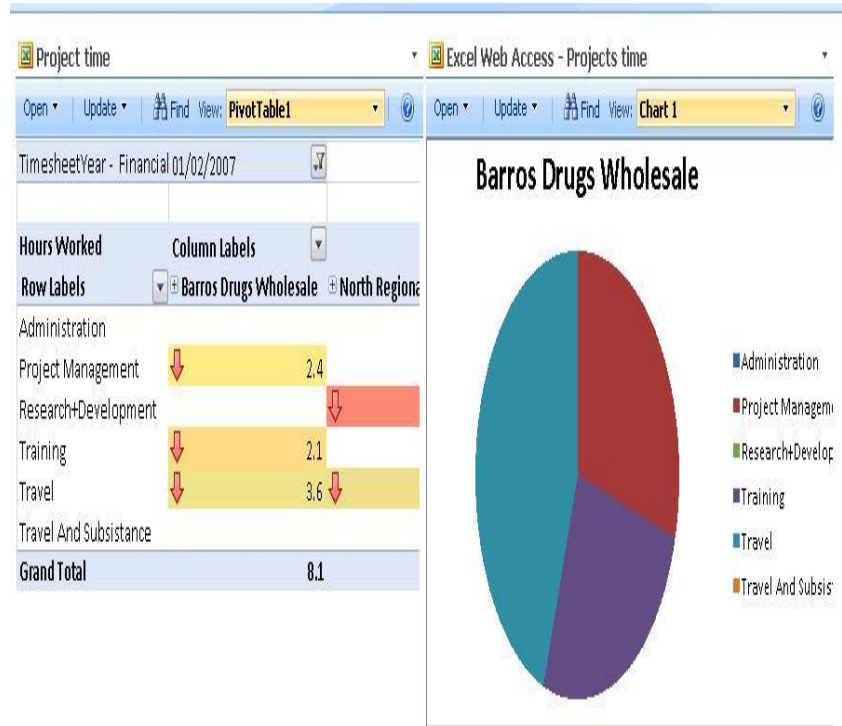 Project time
Open Update Find View: PivotTable1
TimesheetYear - Financial 01/02/2007
Hours Worked Column Labels
Row Labels Barros Drugs Wholesale North Regiona
Administration
Project Management 2.4
Research+Development
Training 2.1
Travel 3.6
Travel And Subsistance
Grand Total 8.1
Excel Web Access - Projects time
Open Update Find View: Chart 1
Barros Drugs Wholesale
Administration
Project Managem
Research+Develop
Training
Travel
Travel And Subsis